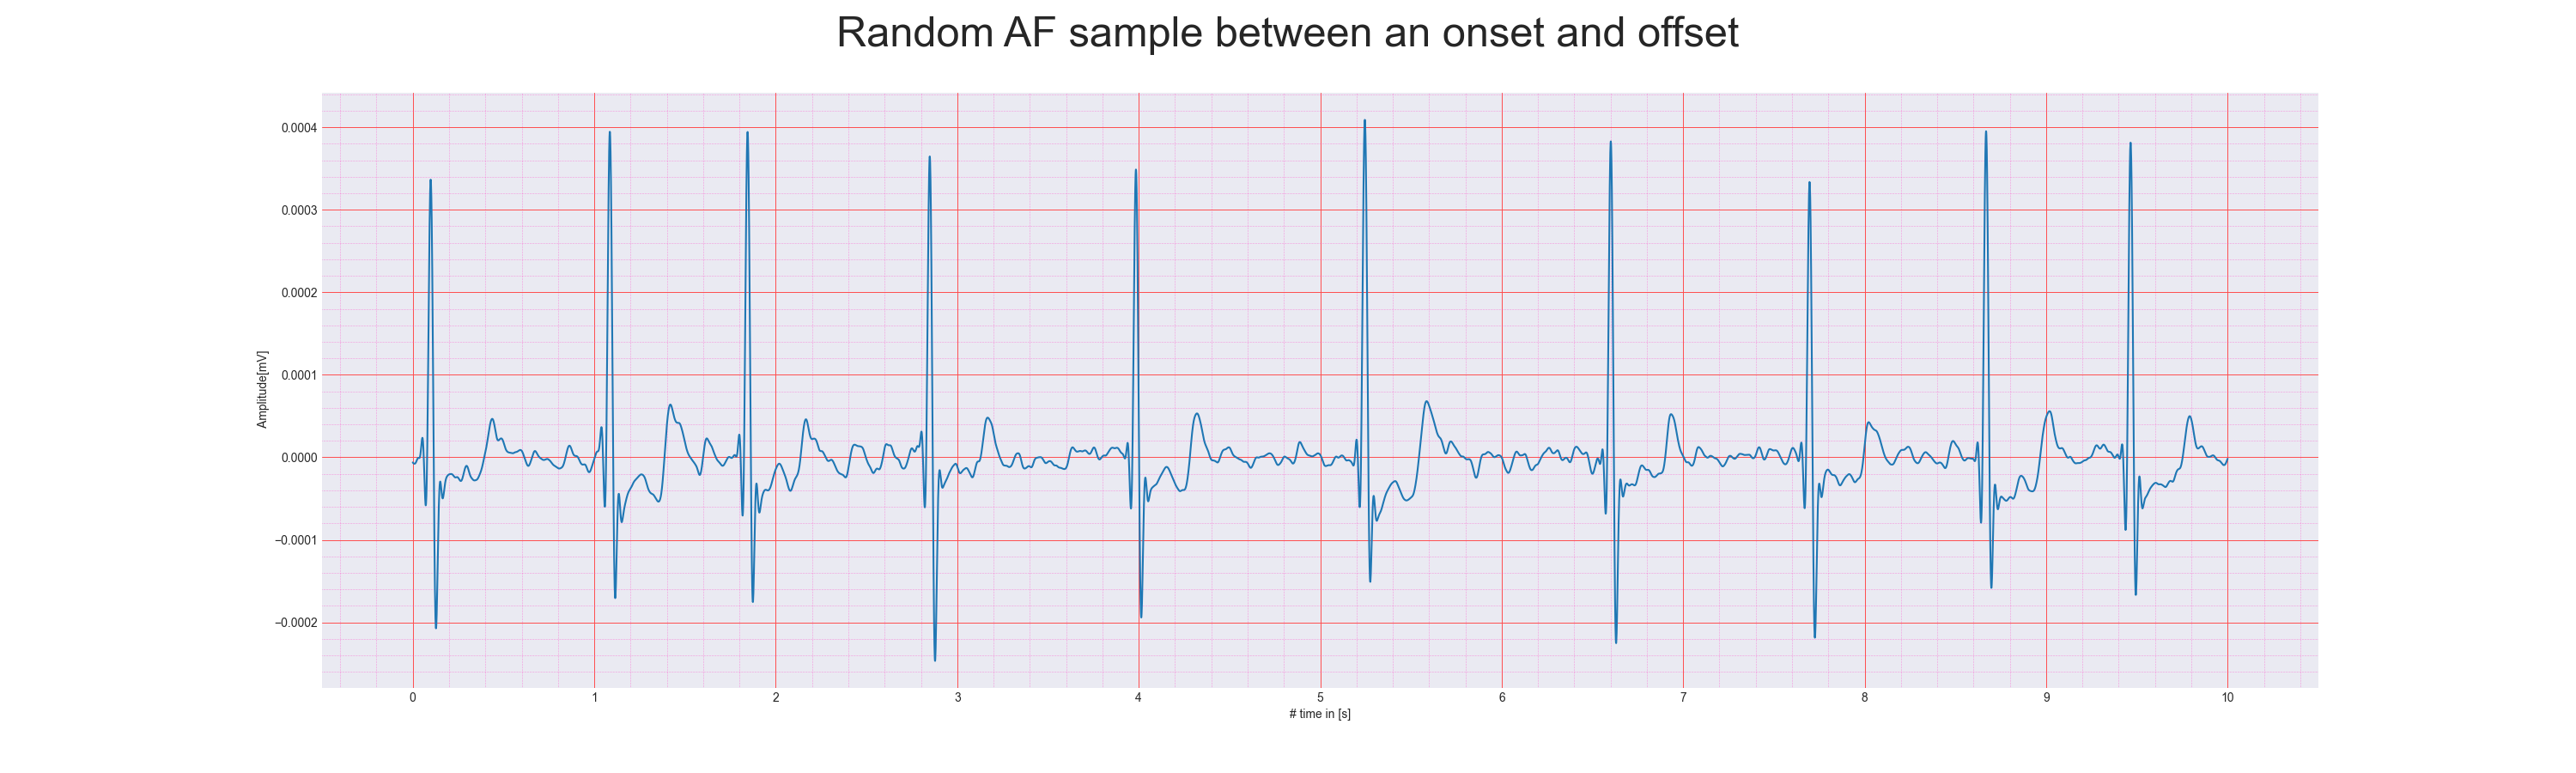 Random AF sample between an onset and offset
0.0004
0.0003
0.0002
0.0001
0.0000
−0.0001
−0.0002
Amplitude[mV]
0 1 2 3 4 5 6 7 8 9 10
# time in [s]